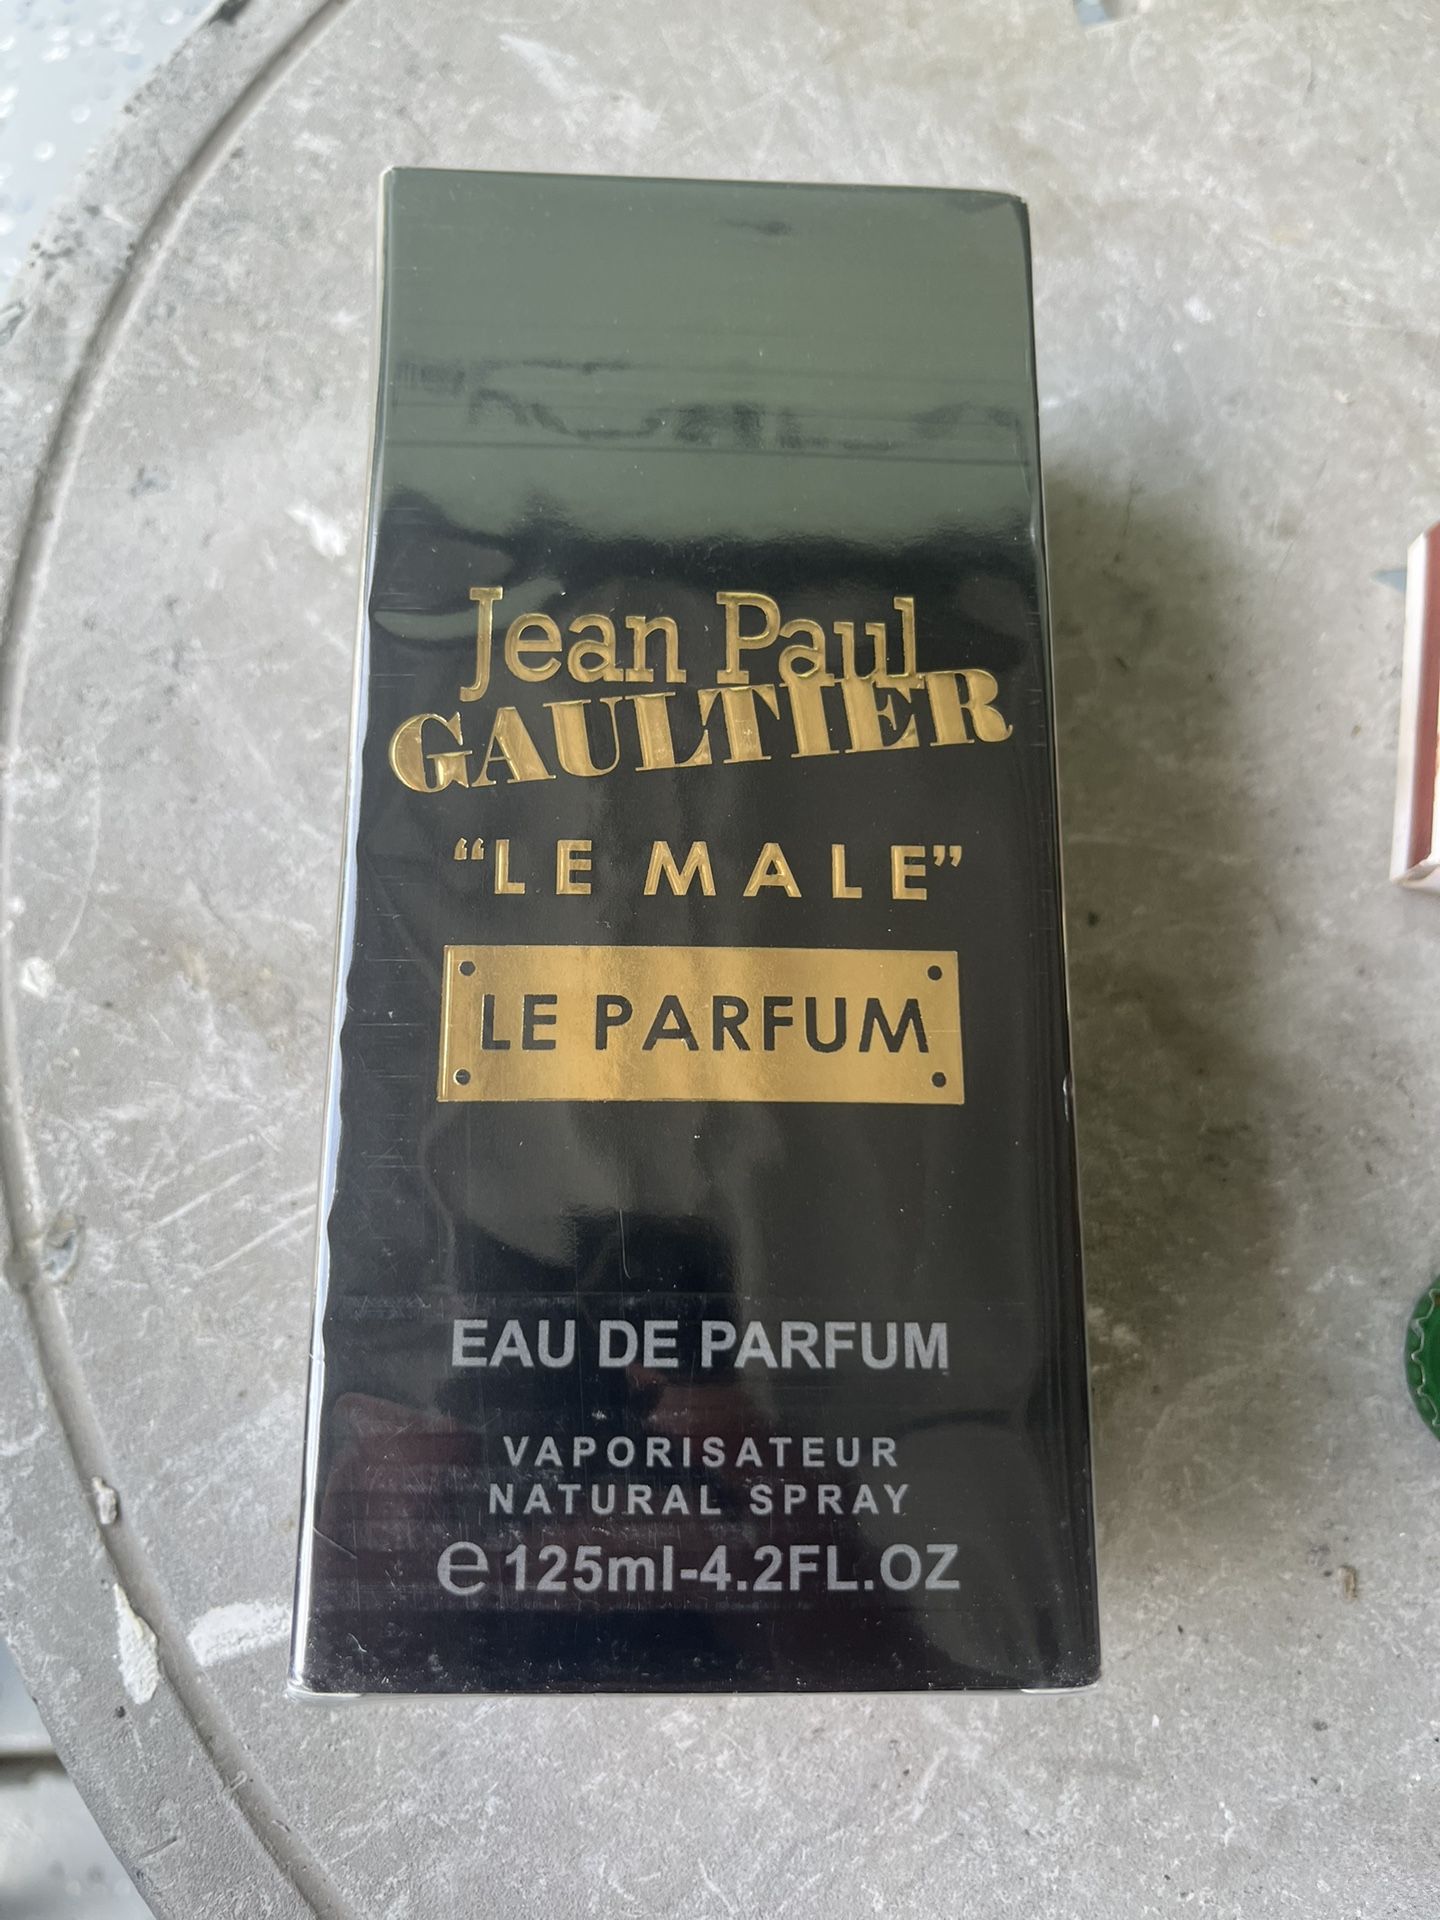 Jean Paul
GAULTIER
“LE MALE”
LE PARFUM
EAU DE PARFUM
VAPORISATEUR
NATURAL SPRAY
℮125ml-4.2FL.OZ